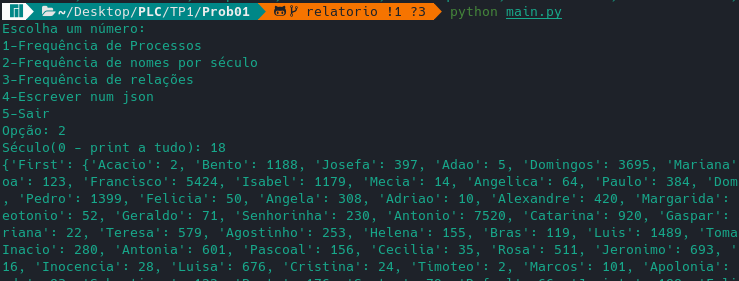 ~/Desktop/PLC/TP1/Prob01 relatorio !1 ?3 python main.py
Escolha um número:
1-Frequência de Processos
2-Frequência de nomes por século
3-Frequência de relações
4-Escrever num json
5-Sair
Opção: 2
Século(0 - print a tudo): 18
{'First': {'Acacio': 2, 'Bento': 1188, 'Josefa': 397, 'Adao': 5, 'Domingos': 3695, 'Mariana'
oa': 123, 'Francisco': 5424, 'Isabel': 1179, 'Mecia': 14, 'Angelica': 64, 'Paulo': 384, 'Dom
, 'Pedro': 1399, 'Felicia': 50, 'Angela': 308, 'Adriao': 10, 'Alexandre': 420, 'Margarida':
eotonio': 52, 'Geraldo': 71, 'Senhorinha': 230, 'Antonio': 7520, 'Catarina': 920, 'Gaspar':
riana': 22, 'Teresa': 579, 'Agostinho': 253, 'Helena': 155, 'Bras': 119, 'Luis': 1489, 'Toma
Inacio': 280, 'Antonia': 601, 'Pascoal': 156, 'Cecilia': 35, 'Rosa': 511, 'Jeronimo': 693, '
16, 'Inocencia': 28, 'Luisa': 676, 'Cristina': 24, 'Timoteo': 2, 'Marcos': 101, 'Apolonia':